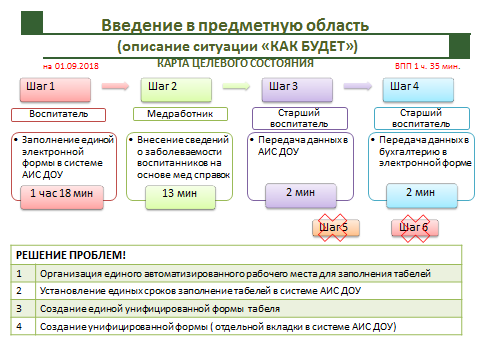 Введение в предметную область
(описание ситуации «КАК БУДЕТ»)
на 01.09.2018
КАРТА ЦЕЛЕВОГО СОСТОЯНИЯ
ВПП 1 ч. 35 мин.
Шаг 1
Шаг 2
Шаг 3
Шаг 4
Воспитатель
Медработник
Старший
воспитатель
Старший
воспитатель
• Заполнение единой
электронной
формы в системе
АИС ДОУ
1 час 18 мин
• Внесение сведений
о заболеваемости
воспитанников на
основе мед справок
13 мин
• Передача данных в
АИС ДОУ
2 мин
• Передача данных в
бухгалтерию в
электронной форме
2 мин
Шаг 5
Шаг 6
РЕШЕНИЕ ПРОБЛЕМ!
1 Организация единого автоматизированного рабочего места для заполнения табелей
2 Установление единых сроков заполнение табелей в системе АИС ДОУ
3 Создание единой унифицированной формы табеля
4 Создание унифицированной формы ( отдельной вкладки в системе АИС ДОУ)